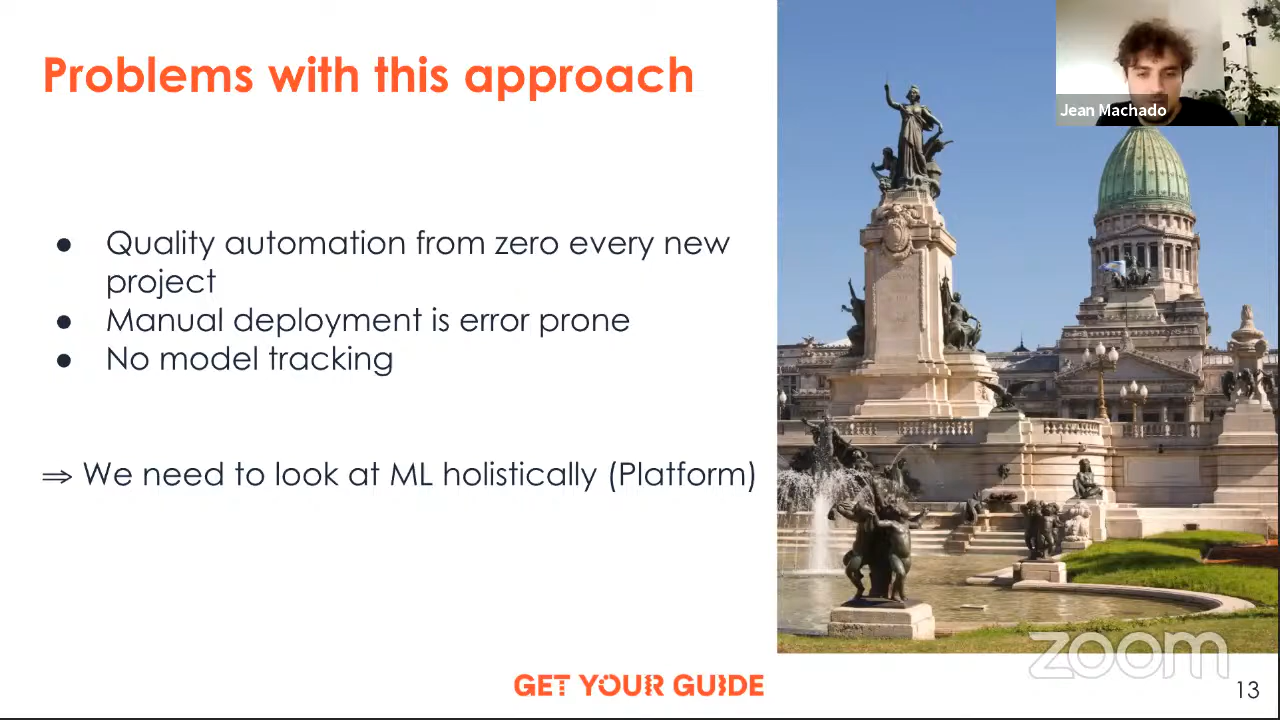 Problems with this approach
Jean Machado
● Quality automation from zero every new
project
● Manual deployment is error prone
● No model tracking
⇒ We need to look at ML holistically (Platform)
zoom
GET YOUR GUIDE
13